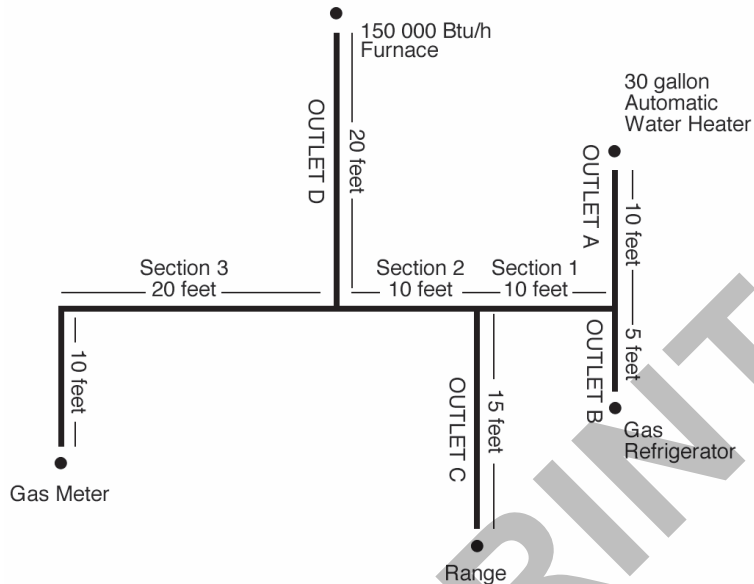 150 000 Btu/h
Furnace
30 gallon
Automatic
Water Heater
OUTLET D
20 feet
OUTLET A
10 feet
Section 3
20 feet
Section 2
10 feet
Section 1
10 feet
10 feet
OUTLET C
15 feet
OUTLET B
5 feet
Gas
Refrigerator
Gas Meter
Range
RINT